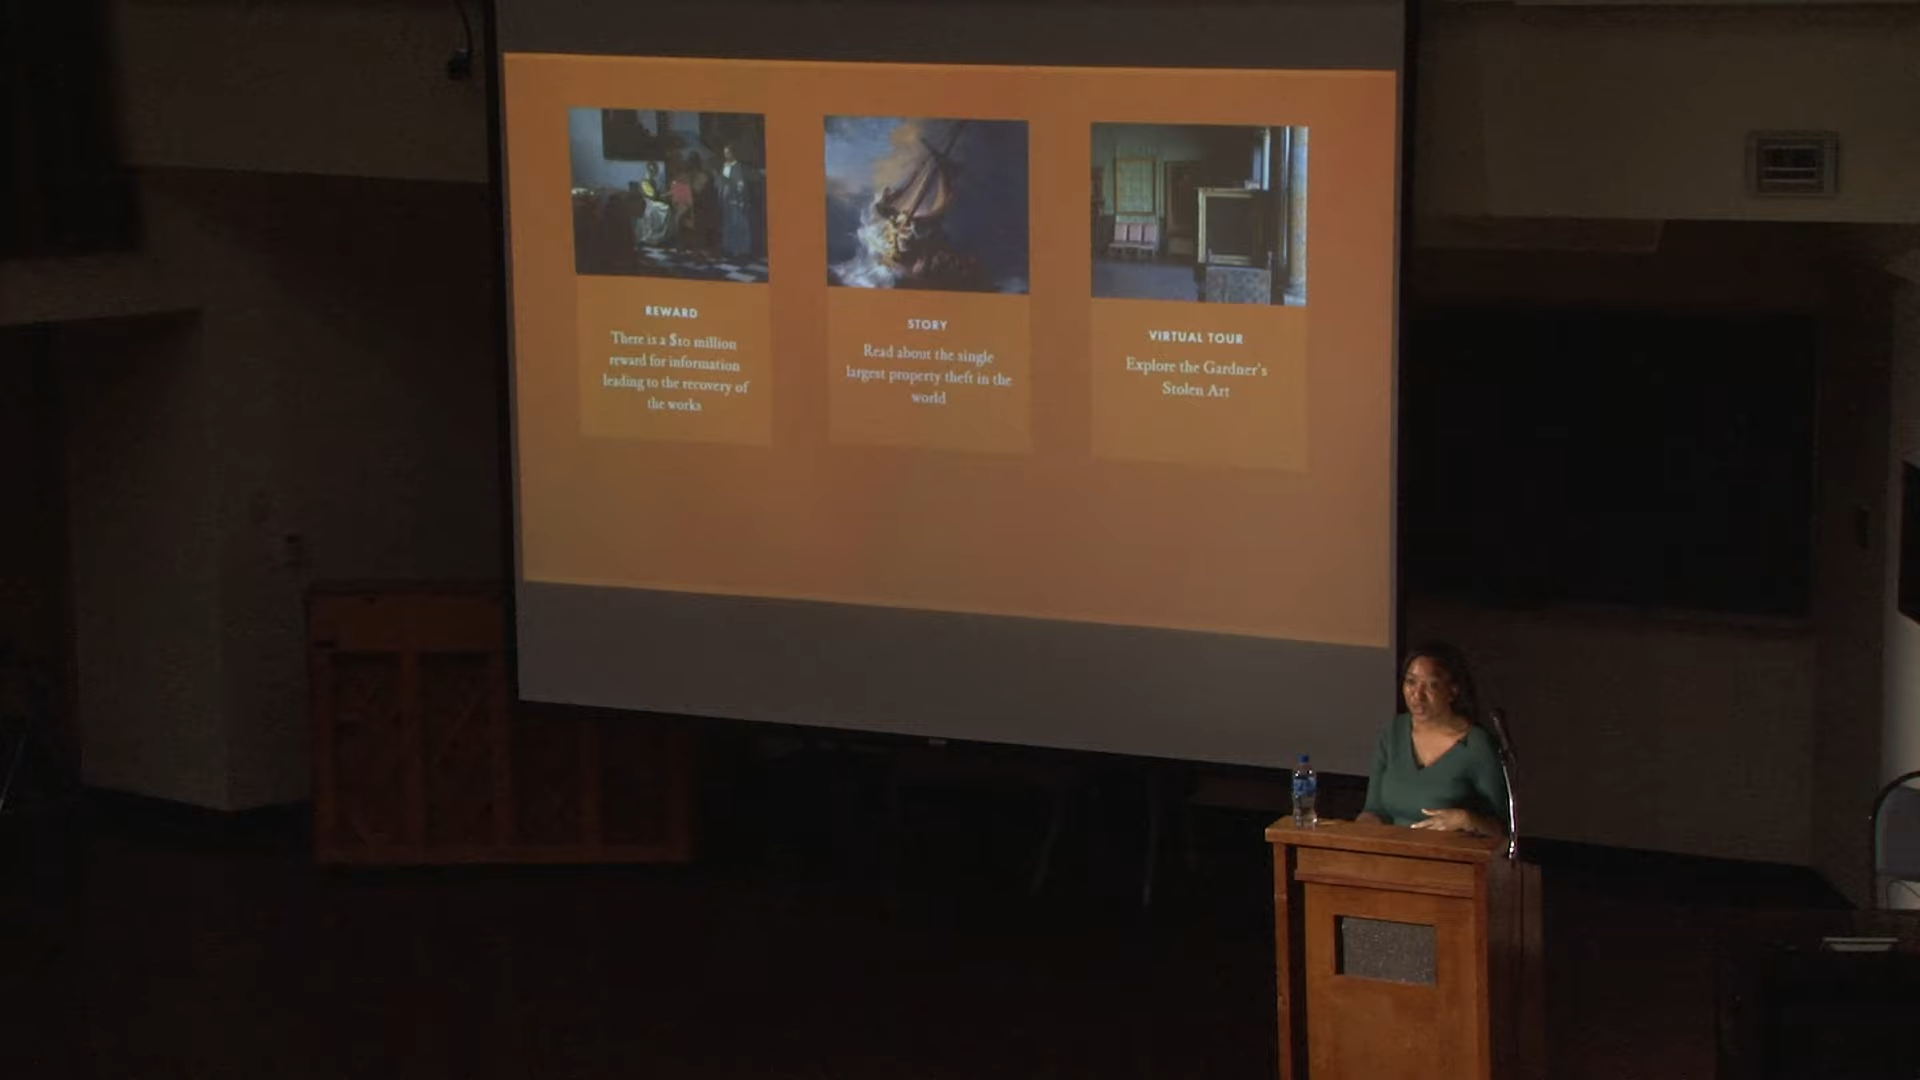 REWARD
There is a $10 million
reward for information
leading to the recovery of
the works
STORY
Read about the single
largest property theft in the
world
VIRTUAL TOUR
Explore the Gardner's
Stolen Art